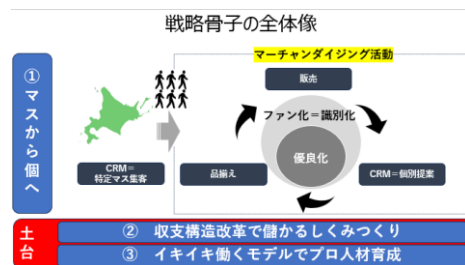 戦略骨子の全体像
①
マスから個へ
マーチャンダイジング活動
販売
ファン化＝識別化
優良化
品揃え
CRM＝個別提案
CRM＝
特定マス集客
土台
② 収支構造改革で儲かるしくみつくり
③ イキイキ働くモデルでプロ人材育成